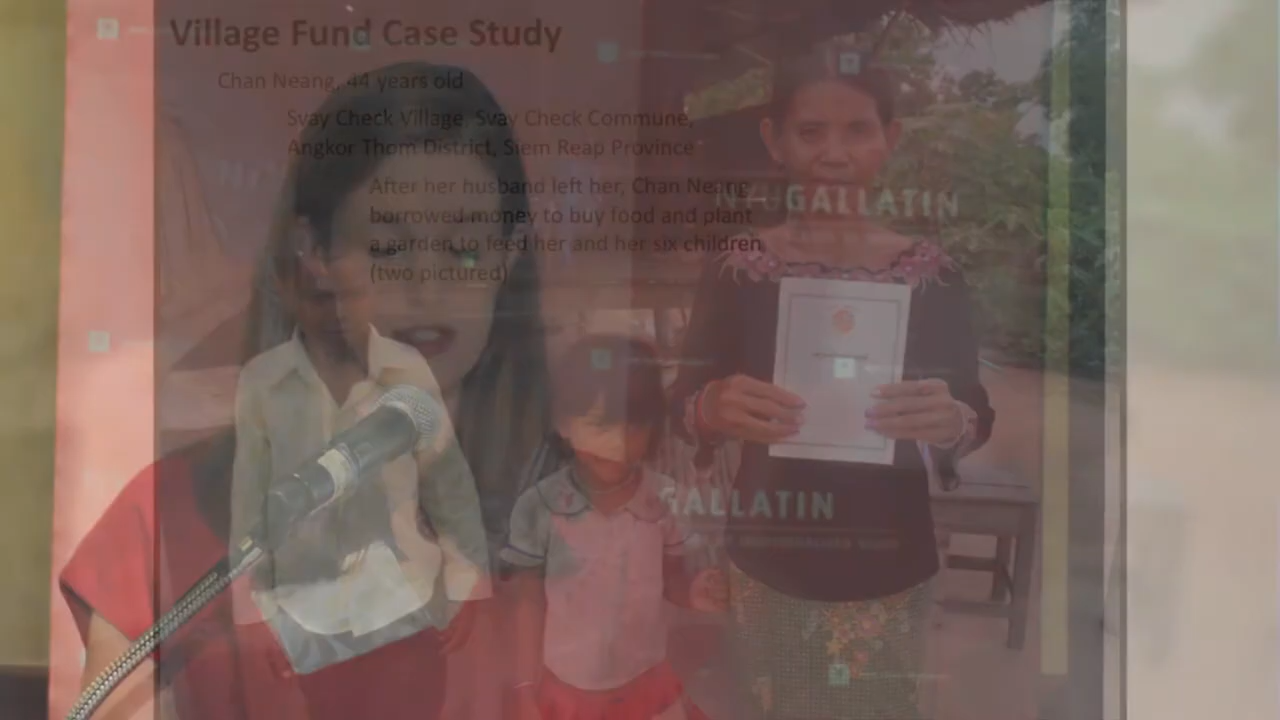 Village Fund Case Study
Chan Neang, 44 years old
Svay Check Village, Svay Check Commune,
Angkor Thom District, Siem Reap Province
After her husband left her, Chan Neang
borrowed money to buy food and plant
a garden to feed her and her six children
(two pictured)
NYUGALLATIN
GALLATIN